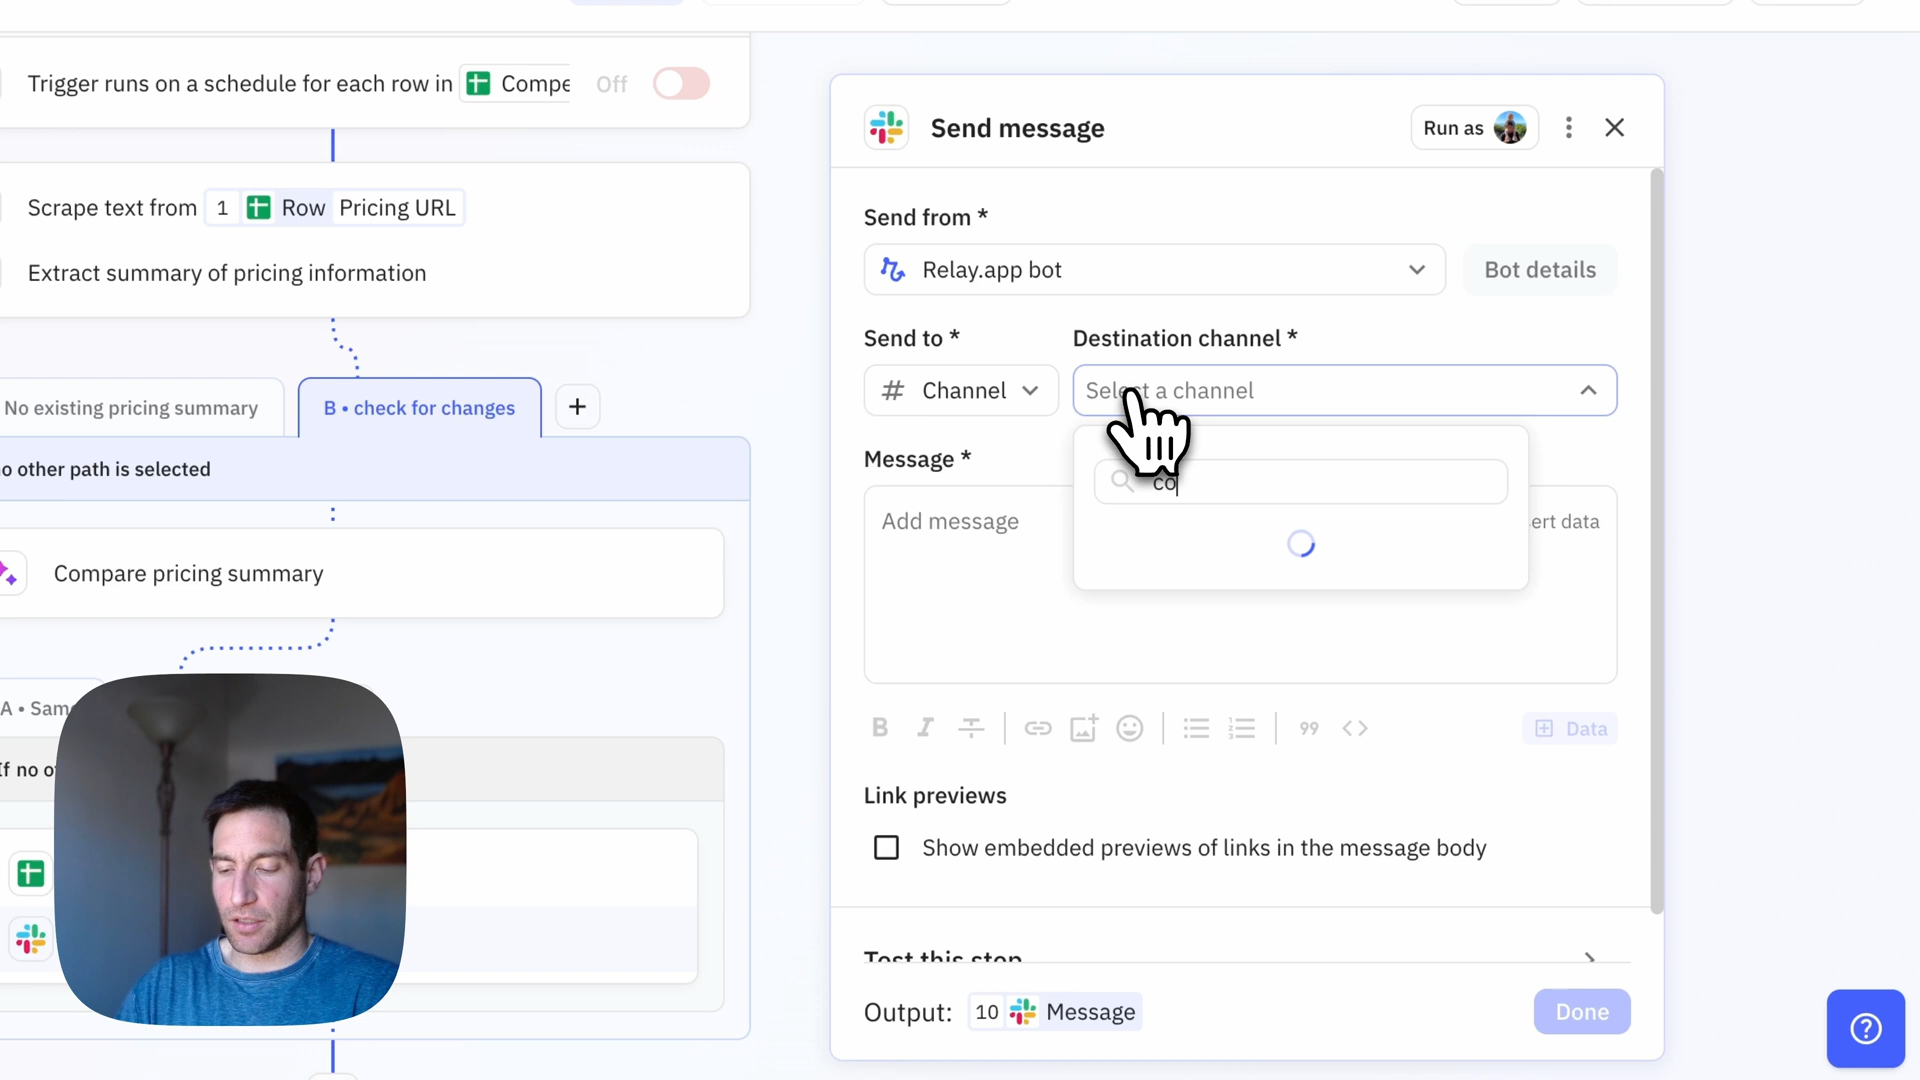 Trigger runs on a schedule for each row in Compe Off
Scrape text from 1 Row Pricing URL
Extract summary of pricing information
No existing pricing summary
B • check for changes
o other path is selected
Compare pricing summary
A • Same
If no o
Send message
Run as
Send from *
Relay.app bot
Bot details
Send to *
Destination channel *
# Channel
Select a channel
co
Message *
Add message
ert data
Data
Link previews
Show embedded previews of links in the message body
Test this step
Output: 10 Message
Done